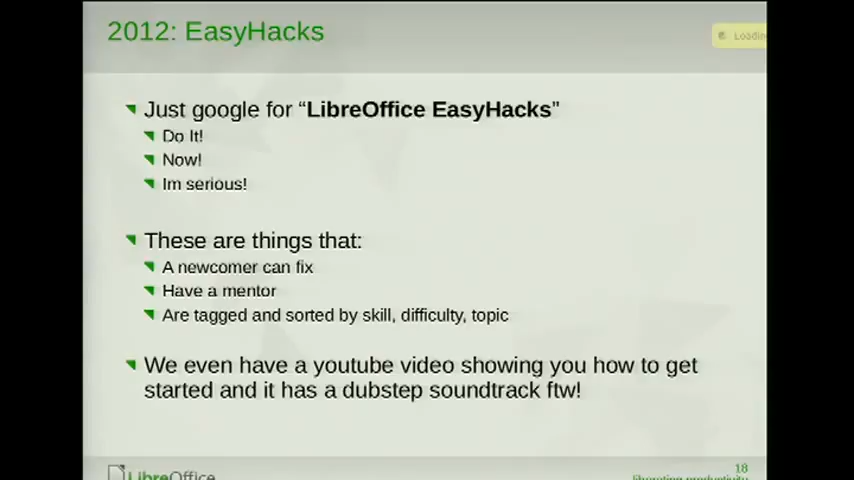 2012: EasyHacks
Loading
Just google for “LibreOffice EasyHacks”
Do It!
Now!
Im serious!
These are things that:
A newcomer can fix
Have a mentor
Are tagged and sorted by skill, difficulty, topic
We even have a youtube video showing you how to get
started and it has a dubstep soundtrack ftw!
18
LibreOffice
liberating productivity